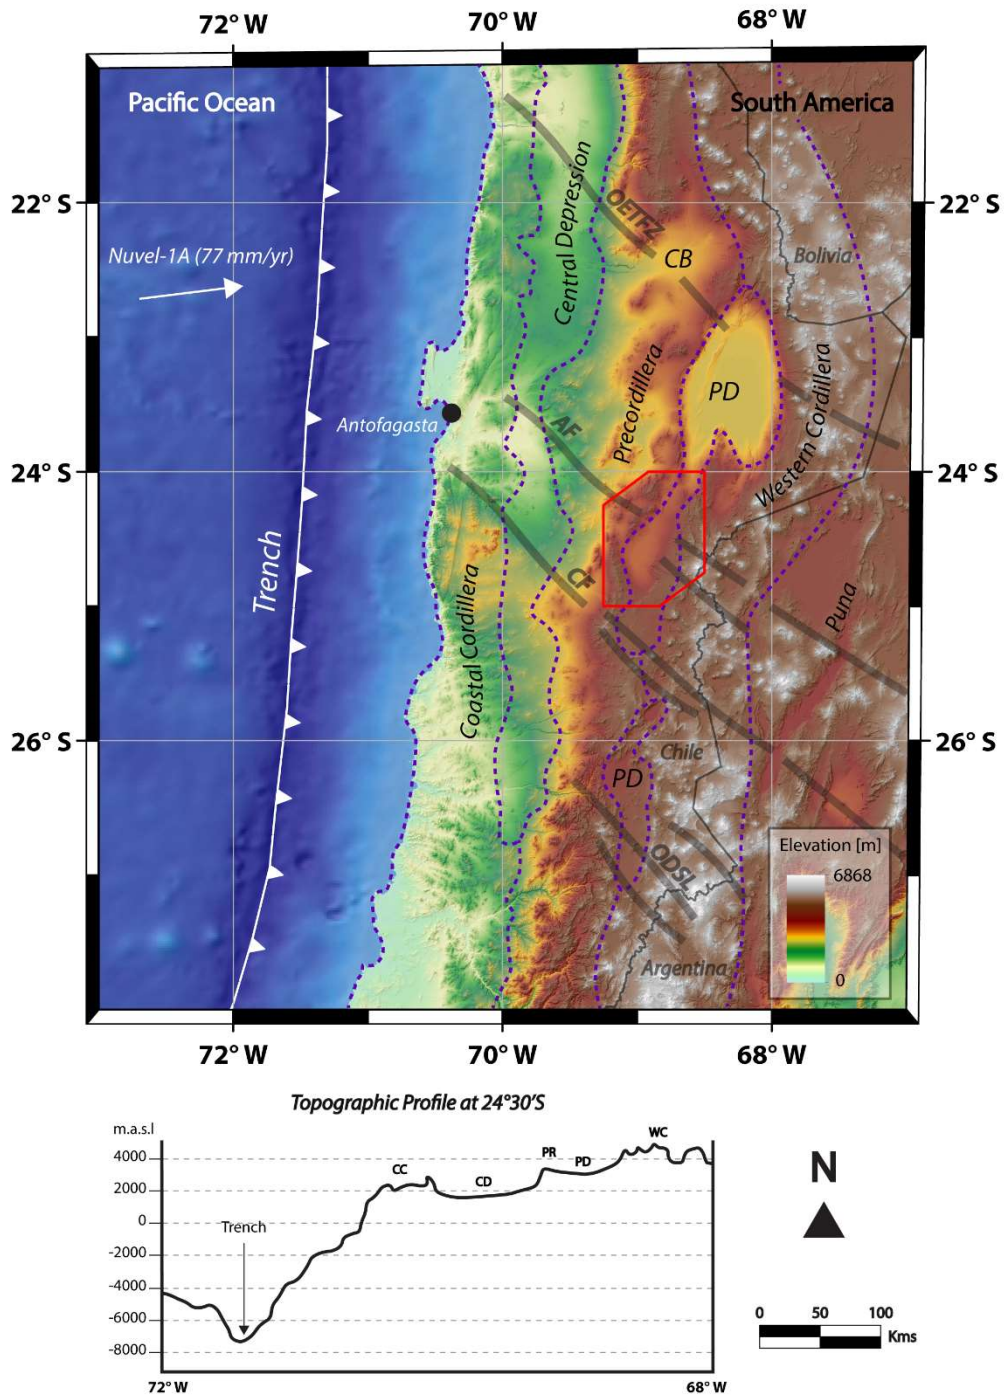 72° W 70° W 68° W
Pacific Ocean
South America
22° S
22° S
OETFZ
Central Depression
CB
Bolivia
Nuvel-1A (77 mm/yr)
Precordillera
PD
Western Cordillera
Antofagasta
AF
24° S
24° S
Trench
CF
Coastal Cordillera
Puna
26° S
26° S
Chile
PD
ODSL
Argentina
Elevation [m]
6868
0
72° W 70° W 68° W
Topographic Profile at 24°30'S
m.a.s.l
4000
2000
0
-2000
-4000
-6000
-8000
Trench
CC
CD
PR
PD
WC
72° W 68° W
N
0 50 100
Kms